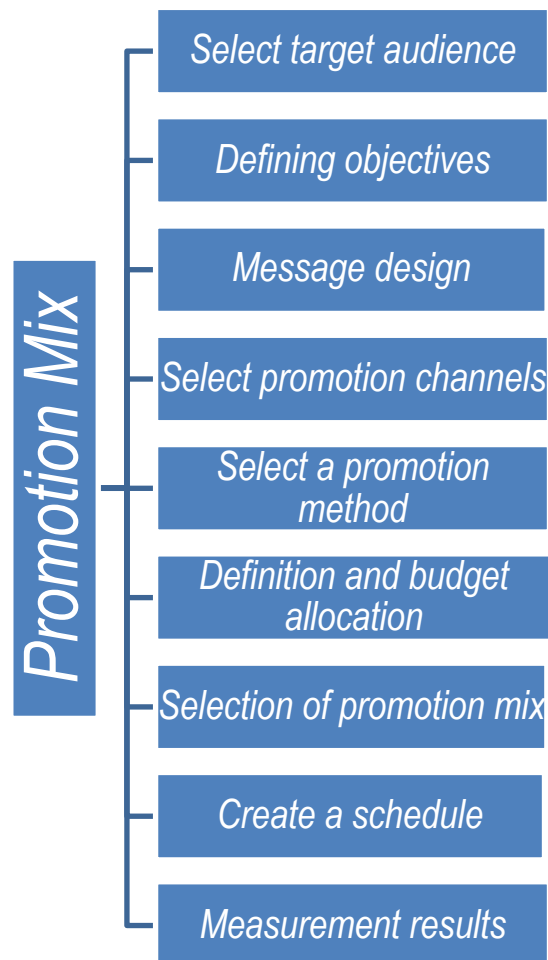 Promotion Mix
Select target audience
Defining objectives
Message design
Select promotion channels
Select a promotion
method
Definition and budget
allocation
Selection of promotion mix
Create a schedule
Measurement results